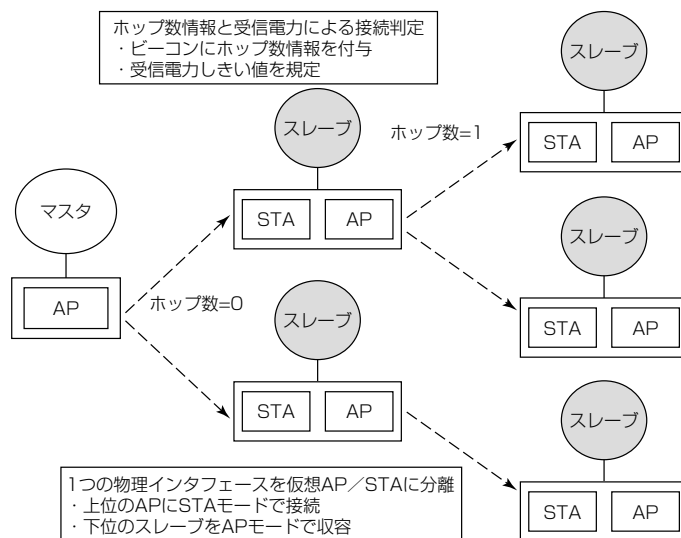 ホップ数情報と受信電力による接続判定
・ビーコンにホップ数情報を付与
・受信電力しきい値を規定
スレーブ
スレーブ
ホップ数=1
STA
AP
マスタ
STA
AP
スレーブ
AP
ホップ数=0
スレーブ
STA
AP
STA
AP
スレーブ
1つの物理インタフェースを仮想AP／STAに分離
・上位のAPにSTAモードで接続
・下位のスレーブをAPモードで収容
STA
AP